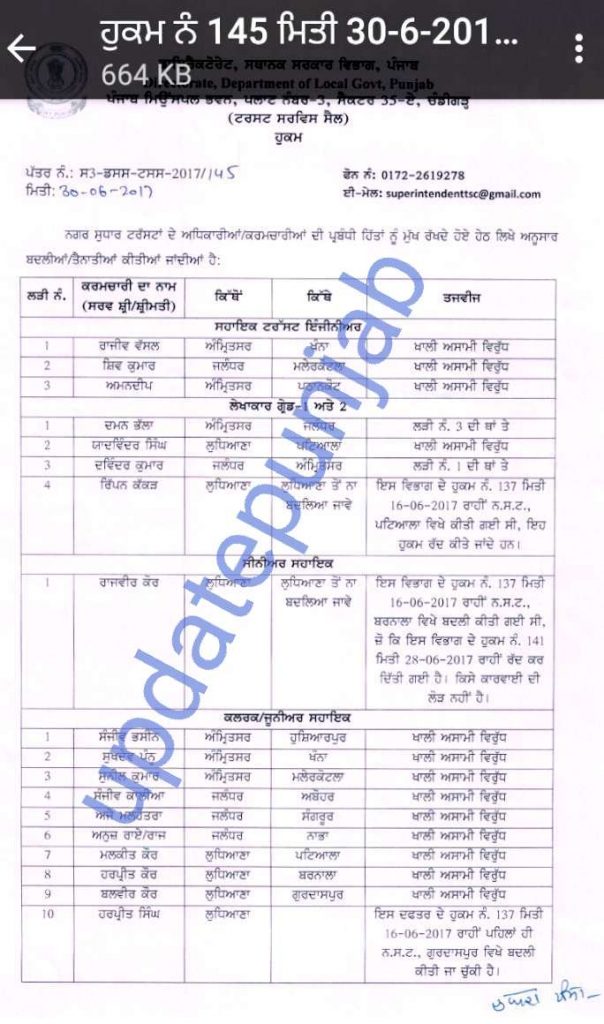 ਹੁਕਮ ਨੰ 145 ਮਿਤੀ 30-6-201...
664 KB
ਡਾਇਰੈਕਟੋਰੇਟ, ਸਥਾਨਕ ਸਰਕਾਰ ਵਿਭਾਗ, ਪੰਜਾਬ
Directorate, Department of Local Govt, Punjab
ਪੰਜਾਬ ਮਿਊਂਸਪਲ ਭਵਨ, ਪਲਾਟ ਨੰਬਰ-3, ਸੈਕਟਰ 35-ਏ, ਚੰਡੀਗੜ੍ਹ
(ਟਰਸਟ ਸਰਵਿਸ ਸੈਲ)
ਹੁਕਮ
ਪੱਤਰ ਨੰ.: ਸ3-ਡਸਸ-ਟਸਸ-2017/145 ਫੋਨ ਨੰ: 0172-2619278
ਮਿਤੀ: 30-06-2017 ਈ-ਮੇਲ: superintendenttsc@gmail.com
ਨਗਰ ਸੁਧਾਰ ਟਰੱਸਟਾਂ ਦੇ ਅਧਿਕਾਰੀਆਂ/ਕਰਮਚਾਰੀਆਂ ਦੀ ਪ੍ਰਬੰਧੀ ਹਿੱਤਾਂ ਨੂੰ ਮੁੱਖ ਰੱਖਦੇ ਹੋਏ ਹੇਠ ਲਿਖੇ ਅਨੁਸਾਰ
ਬਦਲੀਆਂ/ਤੈਨਾਤੀਆਂ ਕੀਤੀਆਂ ਜਾਂਦੀਆਂ ਹੈ:
ਲੜੀ ਨੰ. ਕਰਮਚਾਰੀ ਦਾ ਨਾਮ (ਸਰਵ ਸ਼੍ਰੀ/ਸ਼੍ਰੀਮਤੀ) ਕਿੱਥੋਂ ਕਿੱਥੇ ਤਜਵੀਜ
ਸਹਾਇਕ ਟਰੱਸਟ ਇੰਜੀਨੀਅਰ
1 ਰਾਜੀਵ ਵੱਸਲ ਅੰਮ੍ਰਿਤਸਰ ਖੰਨਾ ਖਾਲੀ ਅਸਾਮੀ ਵਿਰੁੱਧ
2 ਸ਼ਿਵ ਕੁਮਾਰ ਜਲੰਧਰ ਮਲੇਰਕੋਟਲਾ ਖਾਲੀ ਅਸਾਮੀ ਵਿਰੁੱਧ
3 ਅਮਨਦੀਪ ਅੰਮ੍ਰਿਤਸਰ ਪਠਾਨਕੋਟ ਖਾਲੀ ਅਸਾਮੀ ਵਿਰੁੱਧ
ਲੇਖਾਕਾਰ ਗ੍ਰੇਡ-1 ਅਤੇ 2
1 ਦਮਨ ਭੱਲਾ ਅੰਮ੍ਰਿਤਸਰ ਜਲੰਧਰ ਲੜੀ ਨੰ. 3 ਦੀ ਥਾਂ ਤੇ
2 ਯਾਦਵਿੰਦਰ ਸਿੰਘ ਲੁਧਿਆਣਾ ਪਟਿਆਲਾ ਖਾਲੀ ਅਸਾਮੀ ਵਿਰੁੱਧ
3 ਦਵਿੰਦਰ ਕੁਮਾਰ ਜਲੰਧਰ ਅੰਮ੍ਰਿਤਸਰ ਲੜੀ ਨੰ. 1 ਦੀ ਥਾਂ ਤੇ
4 ਰਿੰਪਨ ਕੱਕੜ ਲੁਧਿਆਣਾ ਲੁਧਿਆਣਾ ਤੋਂ ਨਾ ਇਸ ਵਿਭਾਗ ਦੇ ਹੁਕਮ ਨੰ. 137 ਮਿਤੀ
ਬਦਲਿਆ ਜਾਵੇ 16-06-2017 ਰਾਹੀਂ ਨ.ਸ.ਟ.,
ਪਟਿਆਲਾ ਵਿਖੇ ਕੀਤੀ ਗਈ ਸੀ, ਇਹ
ਹੁਕਮ ਰੱਦ ਕੀਤੇ ਜਾਂਦੇ ਹਨ।
ਸੀਨੀਅਰ ਸਹਾਇਕ
1 ਰਾਜਵੀਰ ਕੋਰ ਲੁਧਿਆਣਾ ਲੁਧਿਆਣਾ ਤੋਂ ਨਾ ਇਸ ਵਿਭਾਗ ਦੇ ਹੁਕਮ ਨੰ. 137 ਮਿਤੀ
ਬਦਲਿਆ ਜਾਵੇ 16-06-2017 ਰਾਹੀਂ ਨ.ਸ.ਟ.,
ਬਰਨਾਲਾ ਵਿਖੇ ਬਦਲੀ ਕੀਤੀ ਗਈ ਸੀ,
ਜੋ ਕਿ ਇਸ ਵਿਭਾਗ ਦੇ ਹੁਕਮ ਨੰ. 141
ਮਿਤੀ 28-06-2017 ਰਾਹੀਂ ਰੱਦ ਕਰ
ਦਿੱਤੀ ਗਈ ਹੈ। ਕਿਸੇ ਕਾਰਵਾਈ ਦੀ
ਲੋੜ ਨਹੀਂ ਹੈ।
ਕਲਰਕ/ਜੂਨੀਅਰ ਸਹਾਇਕ
1 ਸੰਜੀਵ ਭਸੀਨ ਅੰਮ੍ਰਿਤਸਰ ਹੁਸ਼ਿਆਰਪੁਰ ਖਾਲੀ ਅਸਾਮੀ ਵਿਰੁੱਧ
2 ਸੁਖਦੇਵ ਪੰਨ ਅੰਮ੍ਰਿਤਸਰ ਖੰਨਾ ਖਾਲੀ ਅਸਾਮੀ ਵਿਰੁੱਧ
3 ਸੁਨੀਲ ਕੁਮਾਰ ਅੰਮ੍ਰਿਤਸਰ ਮਲੇਰਕੋਟਲਾ ਖਾਲੀ ਅਸਾਮੀ ਵਿਰੁੱਧ
4 ਸੰਜੀਵ ਕਾਲੀਆ ਜਲੰਧਰ ਅਬੋਹਰ ਖਾਲੀ ਅਸਾਮੀ ਵਿਰੁੱਧ
5 ਅਜੇ ਮਲਹੋਤਰਾ ਜਲੰਧਰ ਸੰਗਰੂਰ ਖਾਲੀ ਅਸਾਮੀ ਵਿਰੁੱਧ
6 ਅਨੁਜ ਰਾਏ/ਰਾਜ ਜਲੰਧਰ ਨਾਭਾ ਖਾਲੀ ਅਸਾਮੀ ਵਿਰੁੱਧ
7 ਮਲਕੀਤ ਕੌਰ ਲੁਧਿਆਣਾ ਪਟਿਆਲਾ ਖਾਲੀ ਅਸਾਮੀ ਵਿਰੁੱਧ
8 ਹਰਪ੍ਰੀਤ ਕੌਰ ਲੁਧਿਆਣਾ ਬਰਨਾਲਾ ਖਾਲੀ ਅਸਾਮੀ ਵਿਰੁੱਧ
9 ਬਲਵੀਰ ਕੌਰ ਲੁਧਿਆਣਾ ਗੁਰਦਾਸਪੁਰ ਖਾਲੀ ਅਸਾਮੀ ਵਿਰੁੱਧ
10 ਹਰਪ੍ਰੀਤ ਸਿੰਘ ਲੁਧਿਆਣਾ ਇਸ ਦਫਤਰ ਦੇ ਹੁਕਮ ਨੰ. 137 ਮਿਤੀ
16-06-2017 ਰਾਹੀਂ ਪਹਿਲਾਂ ਹੀ
ਨ.ਸ.ਟ., ਗੁਰਦਾਸਪੁਰ ਵਿਖੇ ਬਦਲੀ
ਕੀਤੀ ਜਾ ਚੁੱਕੀ ਹੈ।
updatepunjab